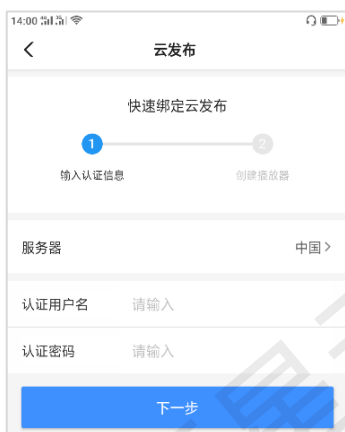 14:00
云发布
快速绑定云发布
1 2
输入认证信息 创建播放器
服务器 中国
认证用户名 请输入
认证密码 请输入
下一步